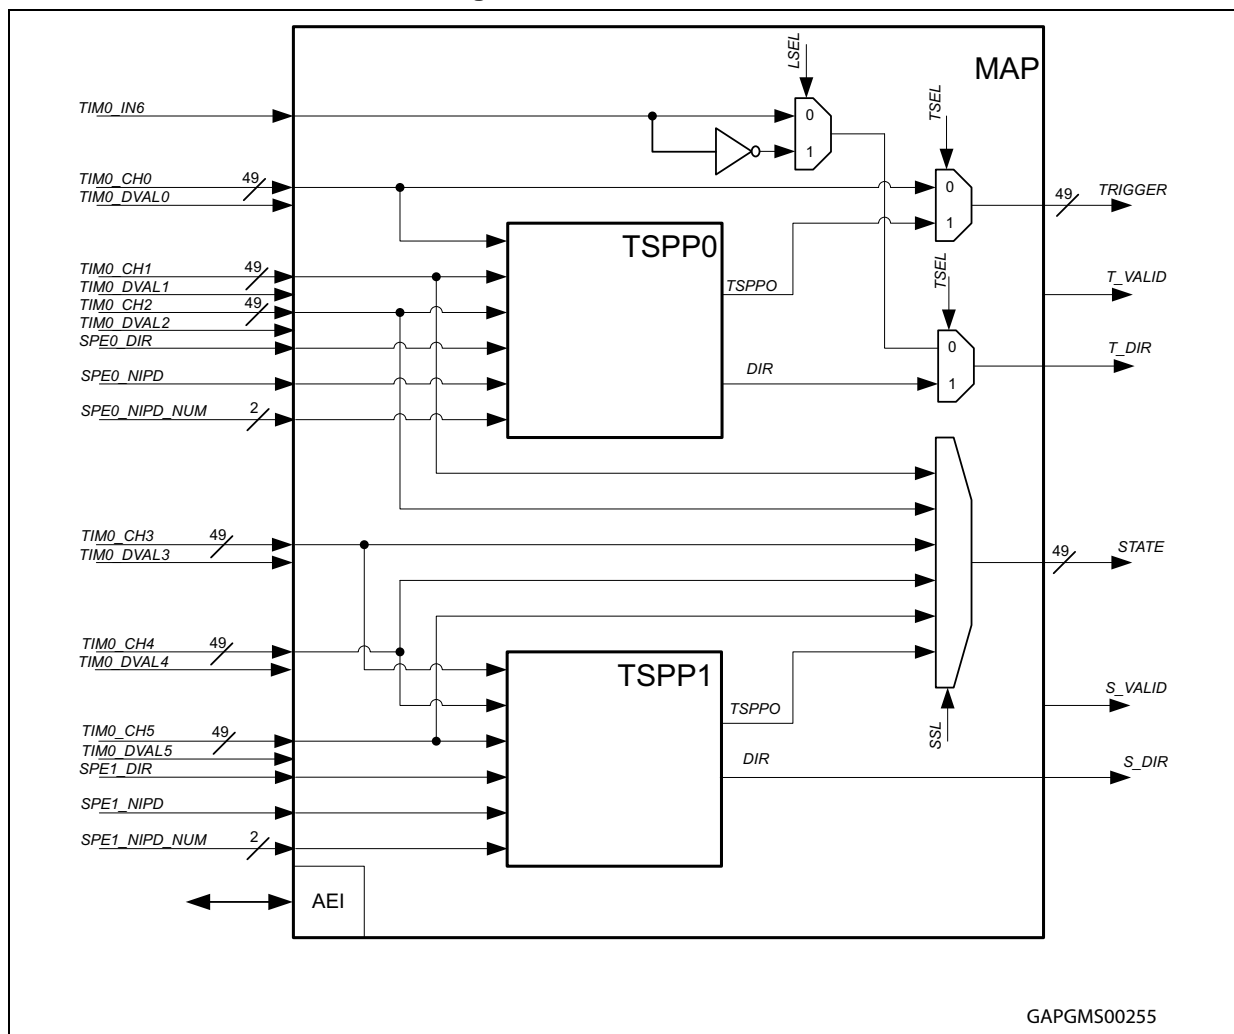 LSEL
MAP
TIM0_IN6
0
TSEL
1
TIM0_CH0
49
0
TIM0_DVAL0
49
TRIGGER
1
TSPP0
TIM0_CH1
49
TSEL
TIM0_DVAL1
TSPPO
T_VALID
TIM0_CH2
49
TIM0_DVAL2
SPE0_DIR
0
T_DIR
DIR
SPE0_NIPD
1
SPE0_NIPD_NUM
2
TIM0_CH3
49
TIM0_DVAL3
49
STATE
TIM0_CH4
49
TIM0_DVAL4
TSPP1
TSPPO
S_VALID
SSL
TIM0_CH5
49
TIM0_DVAL5
DIR
SPE1_DIR
S_DIR
SPE1_NIPD
SPE1_NIPD_NUM
2
AEI
GAPGMS00255